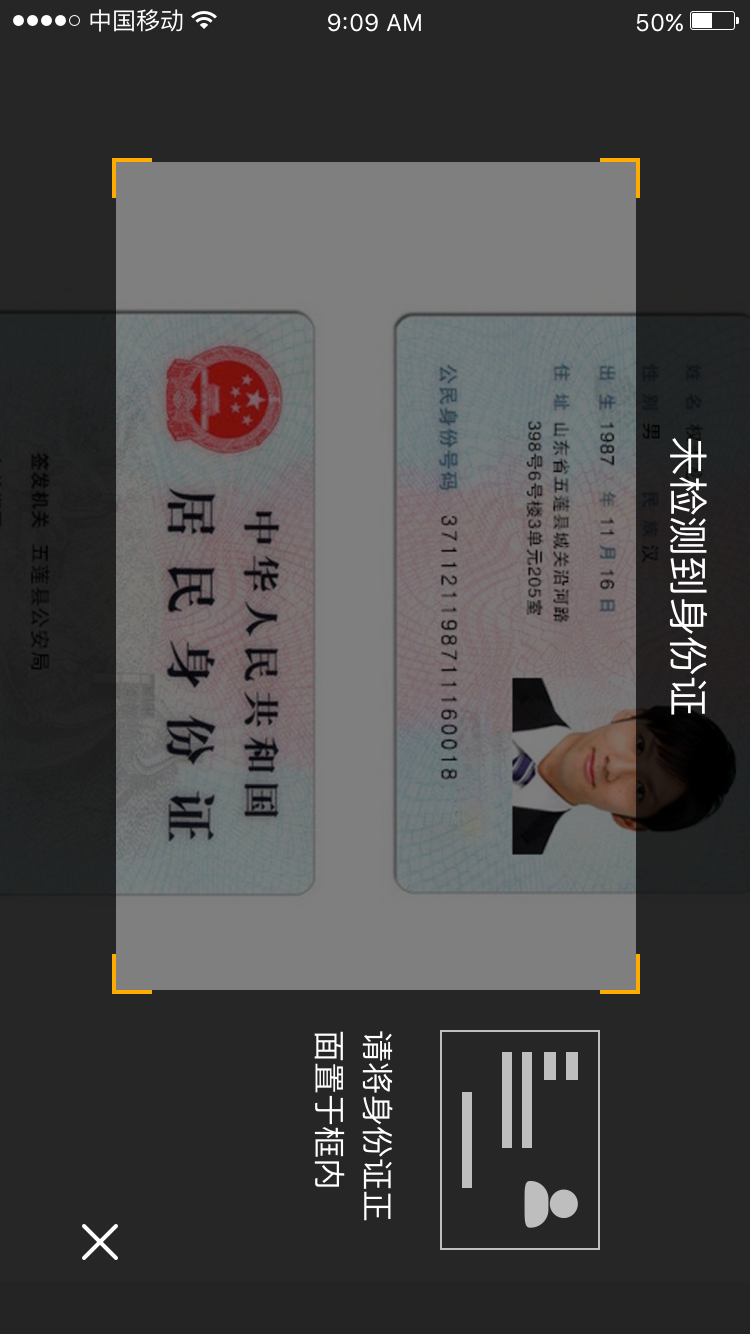 中国移动 9:09 AM 50%
未检测到身份证
姓 名
性 别 男 民 族 汉
出 生 1987 年 11 月 16 日
住 址 山东省五莲县城关沿河路
398号6号楼3单元205室
公民身份号码 371121198711160018
中华人民共和国
居民身份证
签发机关 五莲县公安局
请将身份证正
面置于框内